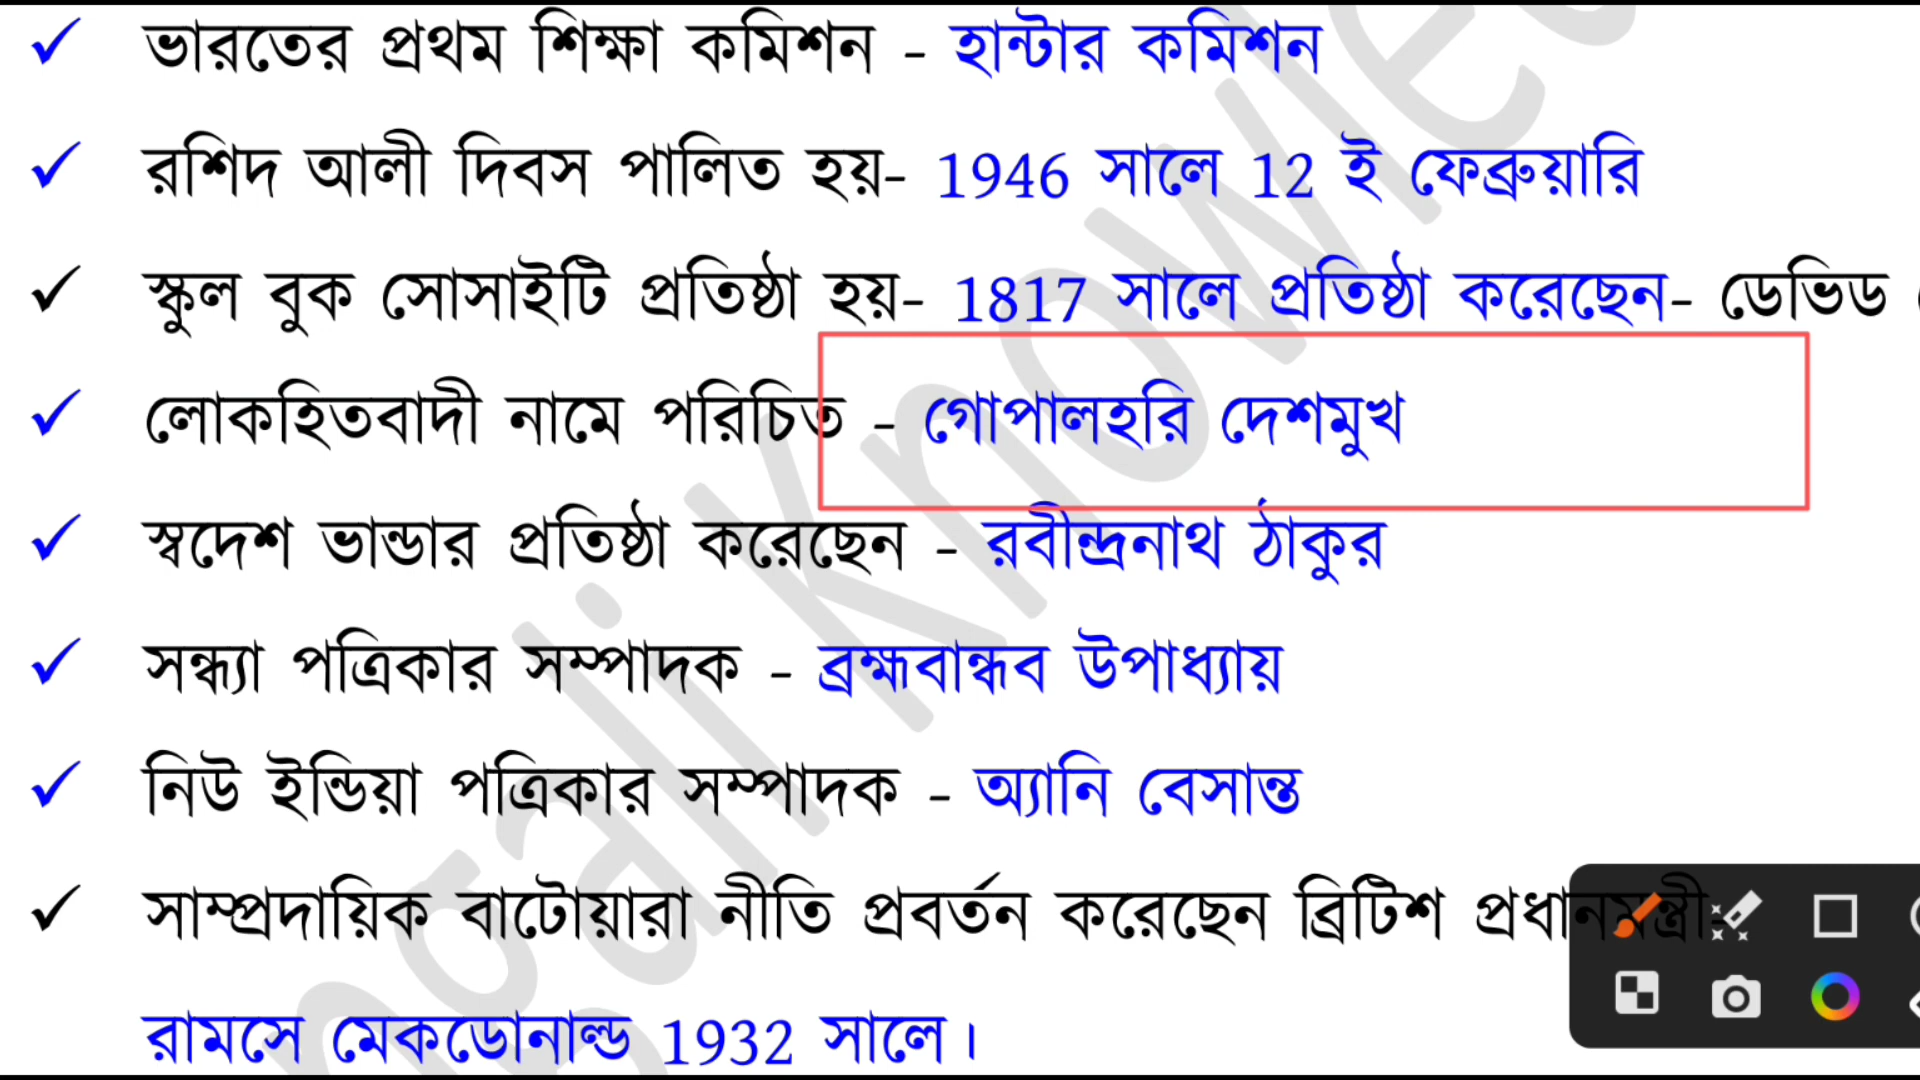 ভারতের প্রথম শিক্ষা কমিশন - হান্টার কমিশন
রশিদ আলী দিবস পালিত হয়- 1946 সালে 12 ই ফেব্রুয়ারি
স্কুল বুক সোসাইটি প্রতিষ্ঠা হয়- 1817 সালে প্রতিষ্ঠা করেছেন- ডেভিড
লোকহিতবাদী নামে পরিচিত - গোপালহরি দেশমুখ
স্বদেশ ভান্ডার প্রতিষ্ঠা করেছেন - রবীন্দ্রনাথ ঠাকুর
সন্ধ্যা পত্রিকার সম্পাদক - ব্রহ্মবান্ধব উপাধ্যায়
নিউ ইন্ডিয়া পত্রিকার সম্পাদক - অ্যানি বেসান্ত
সাম্প্রদায়িক বাটোয়ারা নীতি প্রবর্তন করেছেন ব্রিটিশ প্রধানমন্ত্রী-
রামসে মেকডোনাল্ড 1932 সালে।